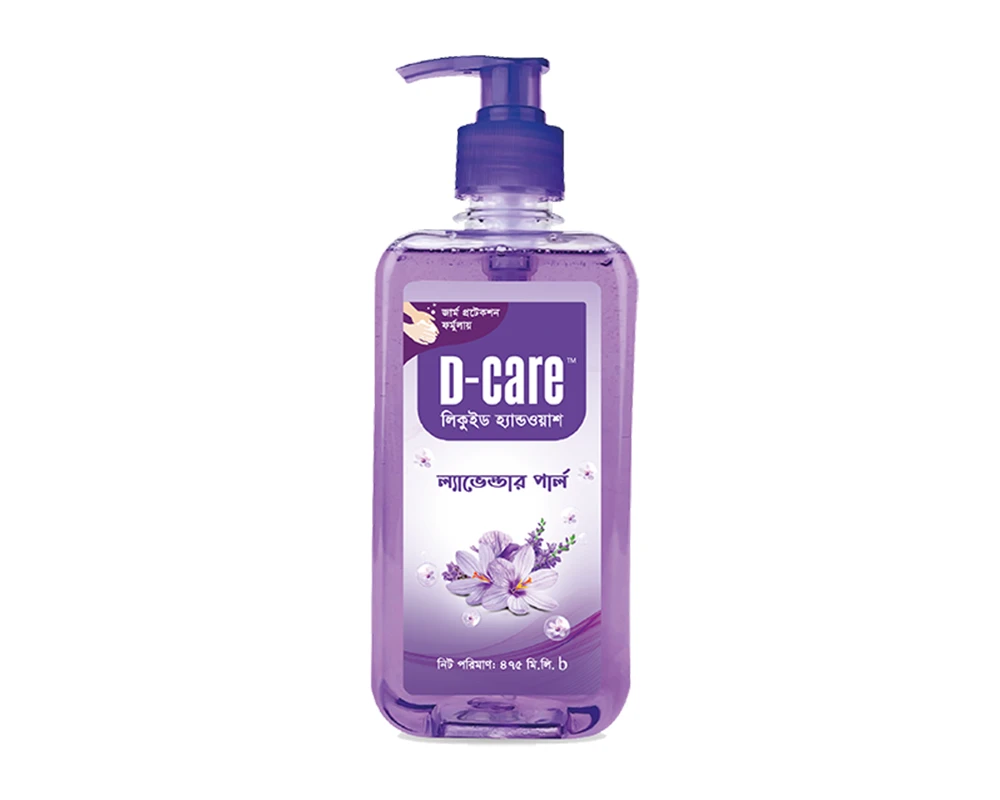 জার্ম প্রটেকশন
ফর্মুলায়
D-care™
লিকুইড হ্যান্ডওয়াশ
ল্যাভেন্ডার পার্ল
নিট পরিমাণ: ৪৭৫ মি.লি. b